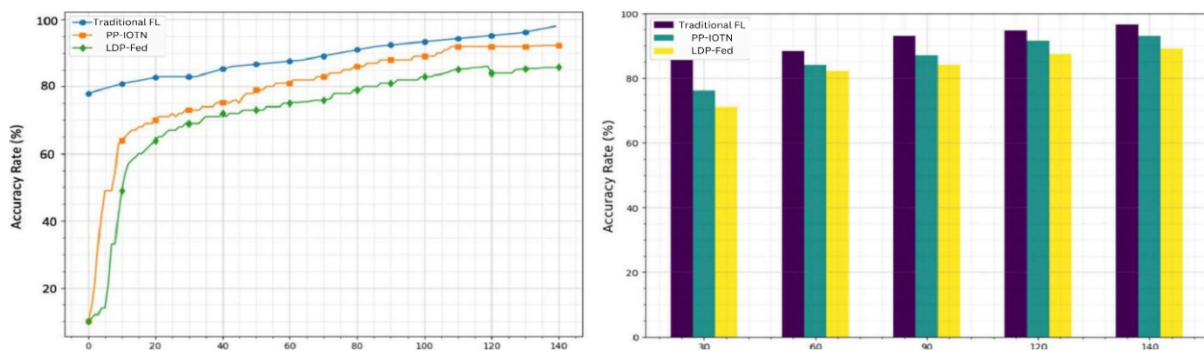 Traditional FL
PP-IOTN
LDP-Fed
Accuracy Rate (%)
100
80
60
40
20
0 20 40 60 80 100 120 140
Traditional FL
PP-IOTN
LDP-Fed
Accuracy Rate (%)
100
80
60
40
20
0
30 60 90 120 140